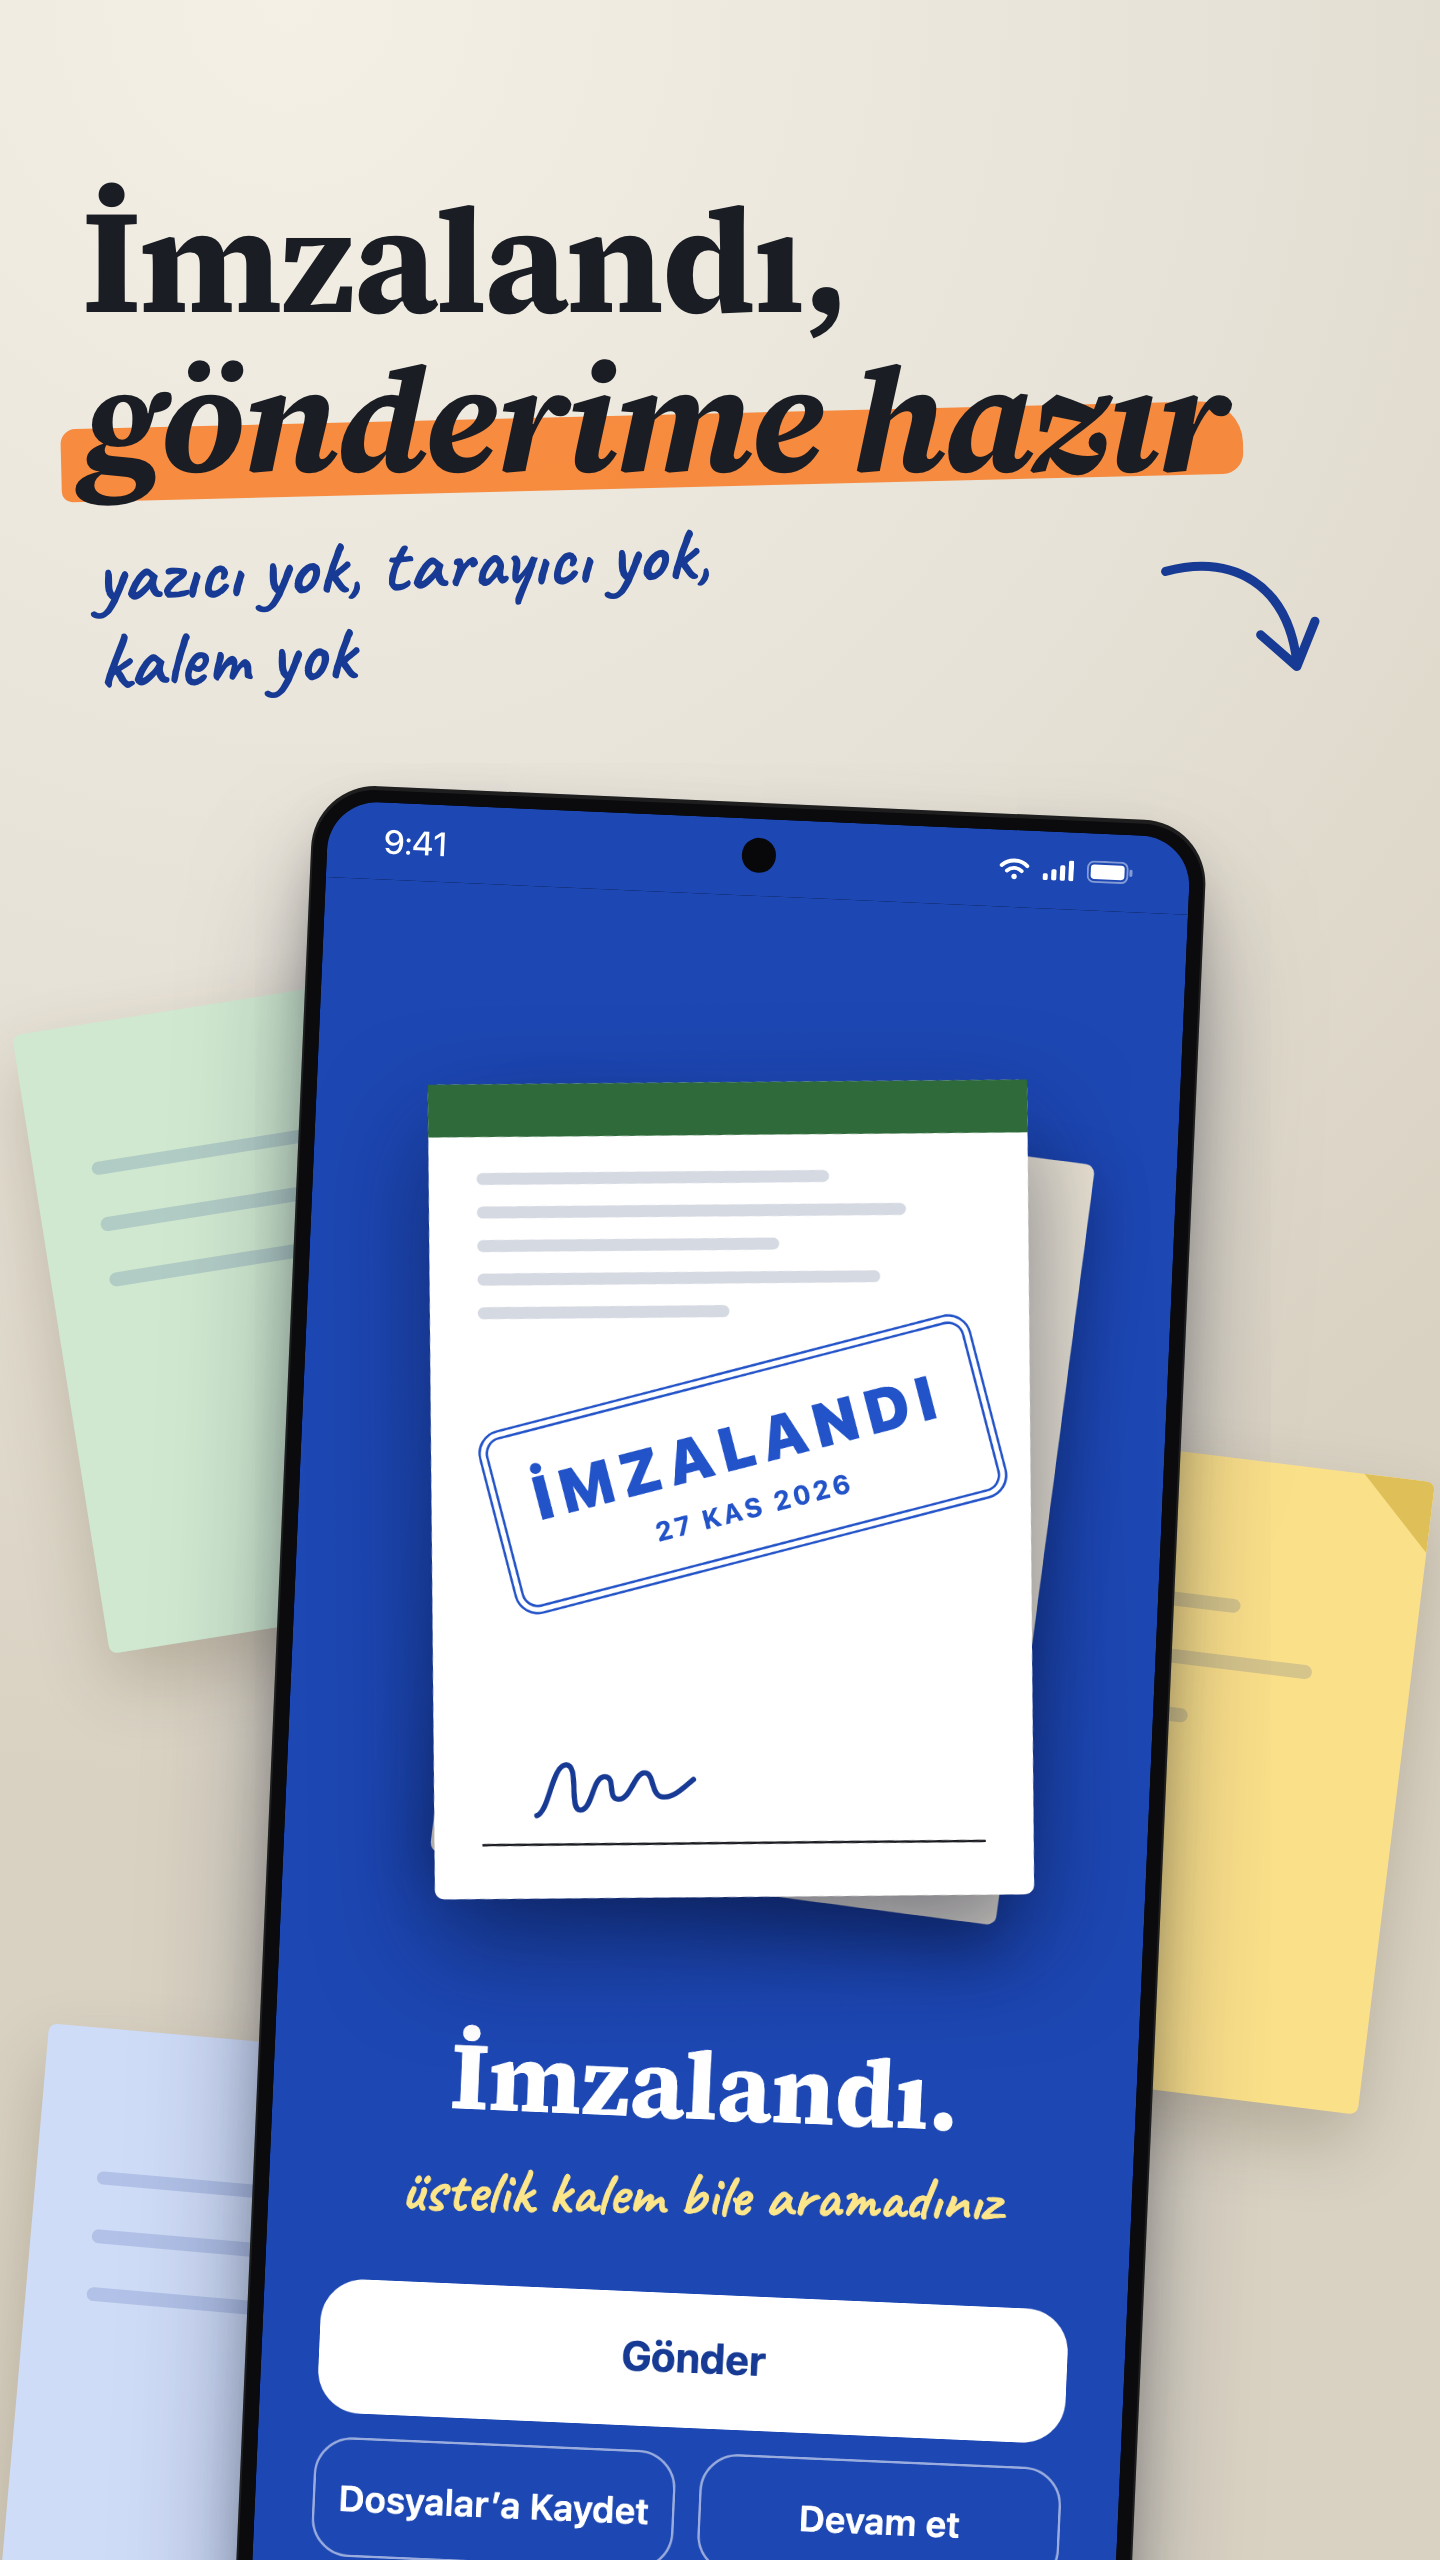 İmzalandı,
gönderime hazır
yazıcı yok, tarayıcı yok,
kalem yok
9:41
İMZALANDI
27 KAS 2026
İmzalandı.
üstelik kalem bile aramadınız
Gönder
Dosyalar’a Kaydet
Devam et